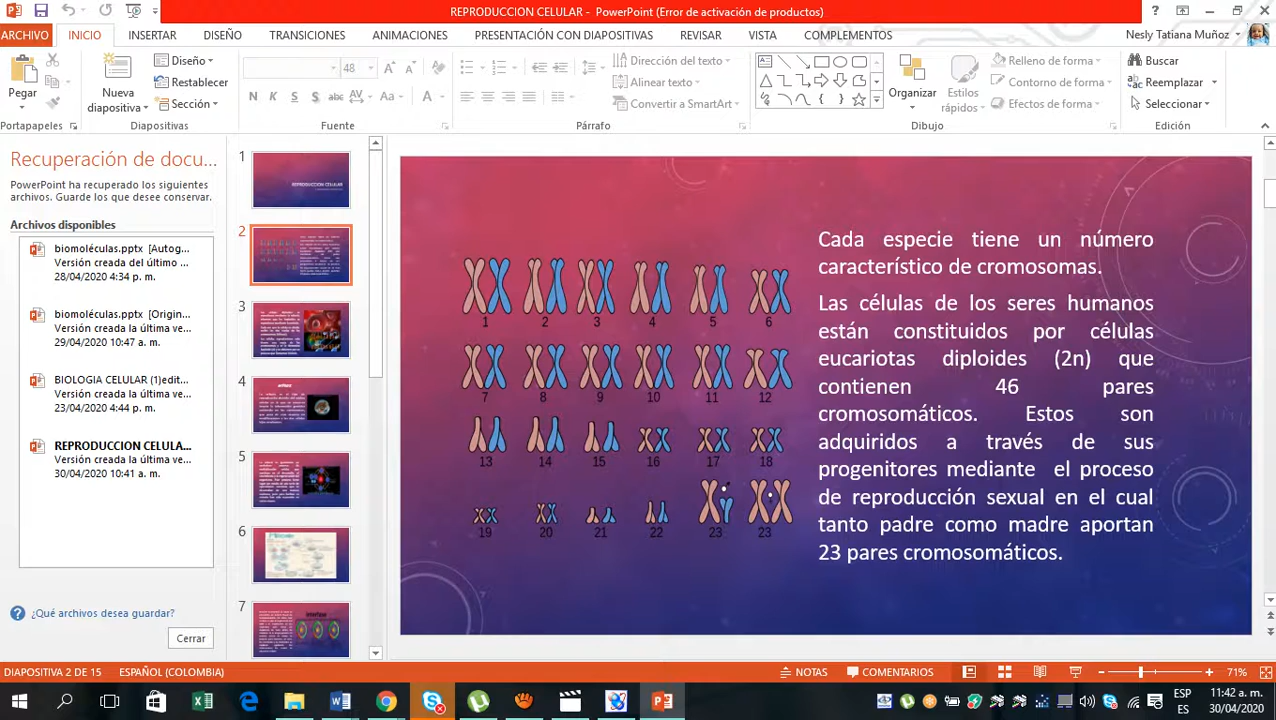 REPRODUCCION CELULAR - PowerPoint (Error de activación de productos)
ARCHIVO INICIO INSERTAR DISEÑO TRANSICIONES ANIMACIONES PRESENTACIÓN CON DIAPOSITIVAS REVISAR VISTA COMPLEMENTOS Nesly Tatiana Muñoz
Pegar
Nueva diapositiva
Diseño
Restablecer
Sección
48
N K S S abc AV Aa A
Dirección del texto
Alinear texto
Convertir a SmartArt
Organizar
Estilos rápidos
Relleno de forma
Contorno de forma
Efectos de forma
Buscar
Reemplazar
Seleccionar
Portapapeles Diapositivas Fuente Párrafo Dibujo Edición
Recuperación de docu...
PowerPoint ha recuperado los siguientes
archivos. Guarde los que desee conservar.
Archivos disponibles
biomoléculas.pptx [Autog...
Versión creada del último ...
28/04/2020 4:34 p. m.
biomoléculas.pptx [Origin...
Versión creada la última ve...
29/04/2020 10:47 a. m.
BIOLOGIA CELULAR (1)edit...
Versión creada la última ve...
23/04/2020 4:44 p. m.
REPRODUCCION CELULA...
Versión creada la última ve...
30/04/2020 10:41 a. m.
¿Qué archivos desea guardar?
Cerrar
1
REPRODUCCION CELULAR
2
3
4
5
6
7
Cada especie tienen un número
característico de cromosomas.
Las células de los seres humanos
están constituidos por células
eucariotas diploides (2n) que
contienen 46 pares
cromosomáticos. Estos son
adquiridos a través de sus
progenitores mediante el proceso
de reproducción sexual en el cual
tanto padre como madre aportan
23 pares cromosomáticos.
1 3 6
7 9 12
13 14 15 16 17 18
19 20 21 22 23 23
DIAPOSITIVA 2 DE 15 ESPAÑOL (COLOMBIA) NOTAS COMENTARIOS 71%
ESP
ES
11:42 a. m.
30/04/2020